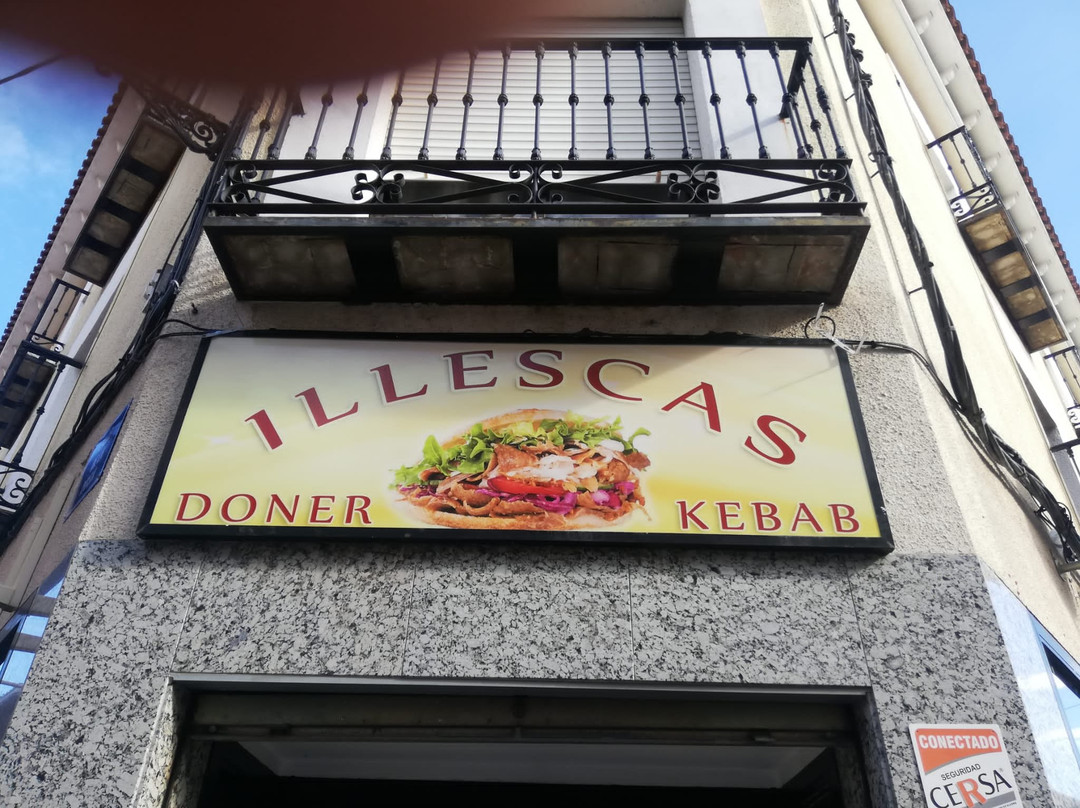 ILLESCAS
DONER KEBAB
CONECTADO
SEGURIDAD
CERSA